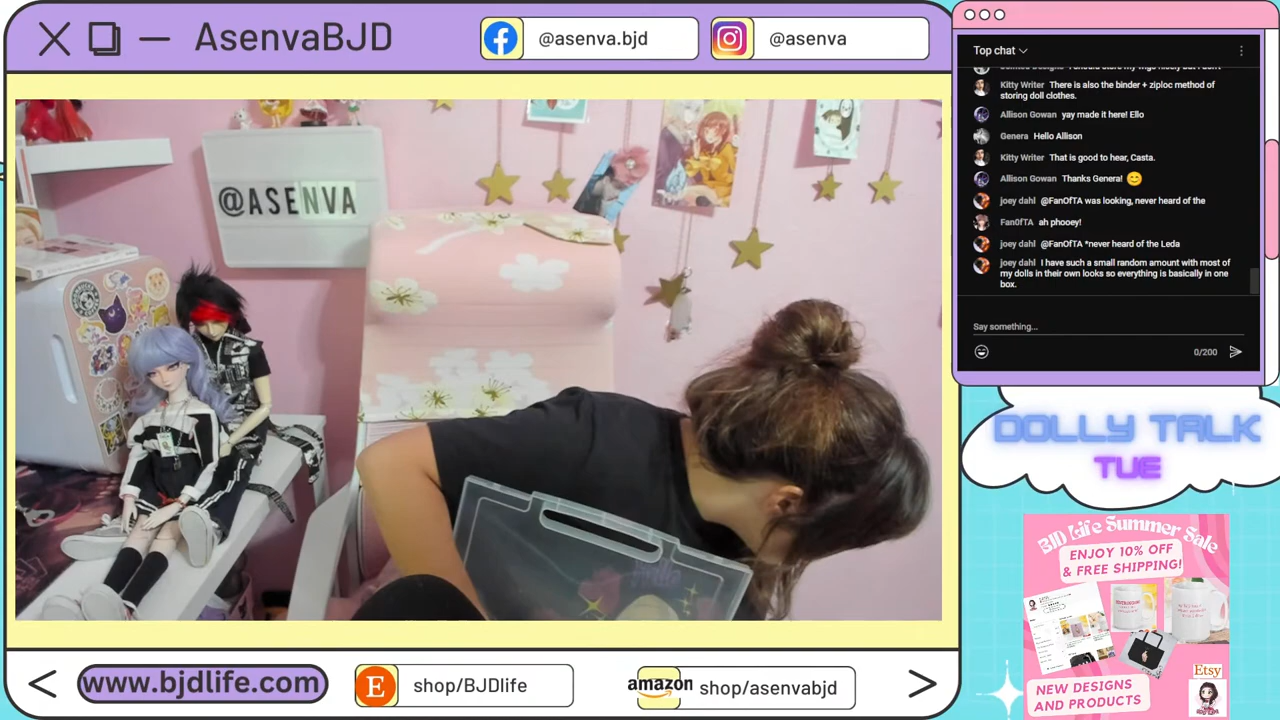 AsenvaBJD
@asenva.bjd
@asenva
Top chat
Kitty Writer There is also the binder + ziploc method of
storing doll clothes.
Allison Gowan yay made it here! Ello
Genera Hello Allison
Kitty Writer That is good to hear, Casta.
Allison Gowan Thanks Genera! 😊
joey dahl @FanOfTA was looking, never heard of the
Fan0fTA ah phooey!
joey dahl @FanOfTA *never heard of the Leda
joey dahl I have such a small random amount with most of
my dolls in their own looks so everything is basically in one
box.
Say something...
0/200
@ASENVA
DOLLY TALK
TUE
BJD Life Summer Sale
ENJOY 10% OFF
& FREE SHIPPING!
Etsy
NEW DESIGNS
AND PRODUCTS
www.bjdlife.com
E
shop/BJDlife
amazon
shop/asenvabjd